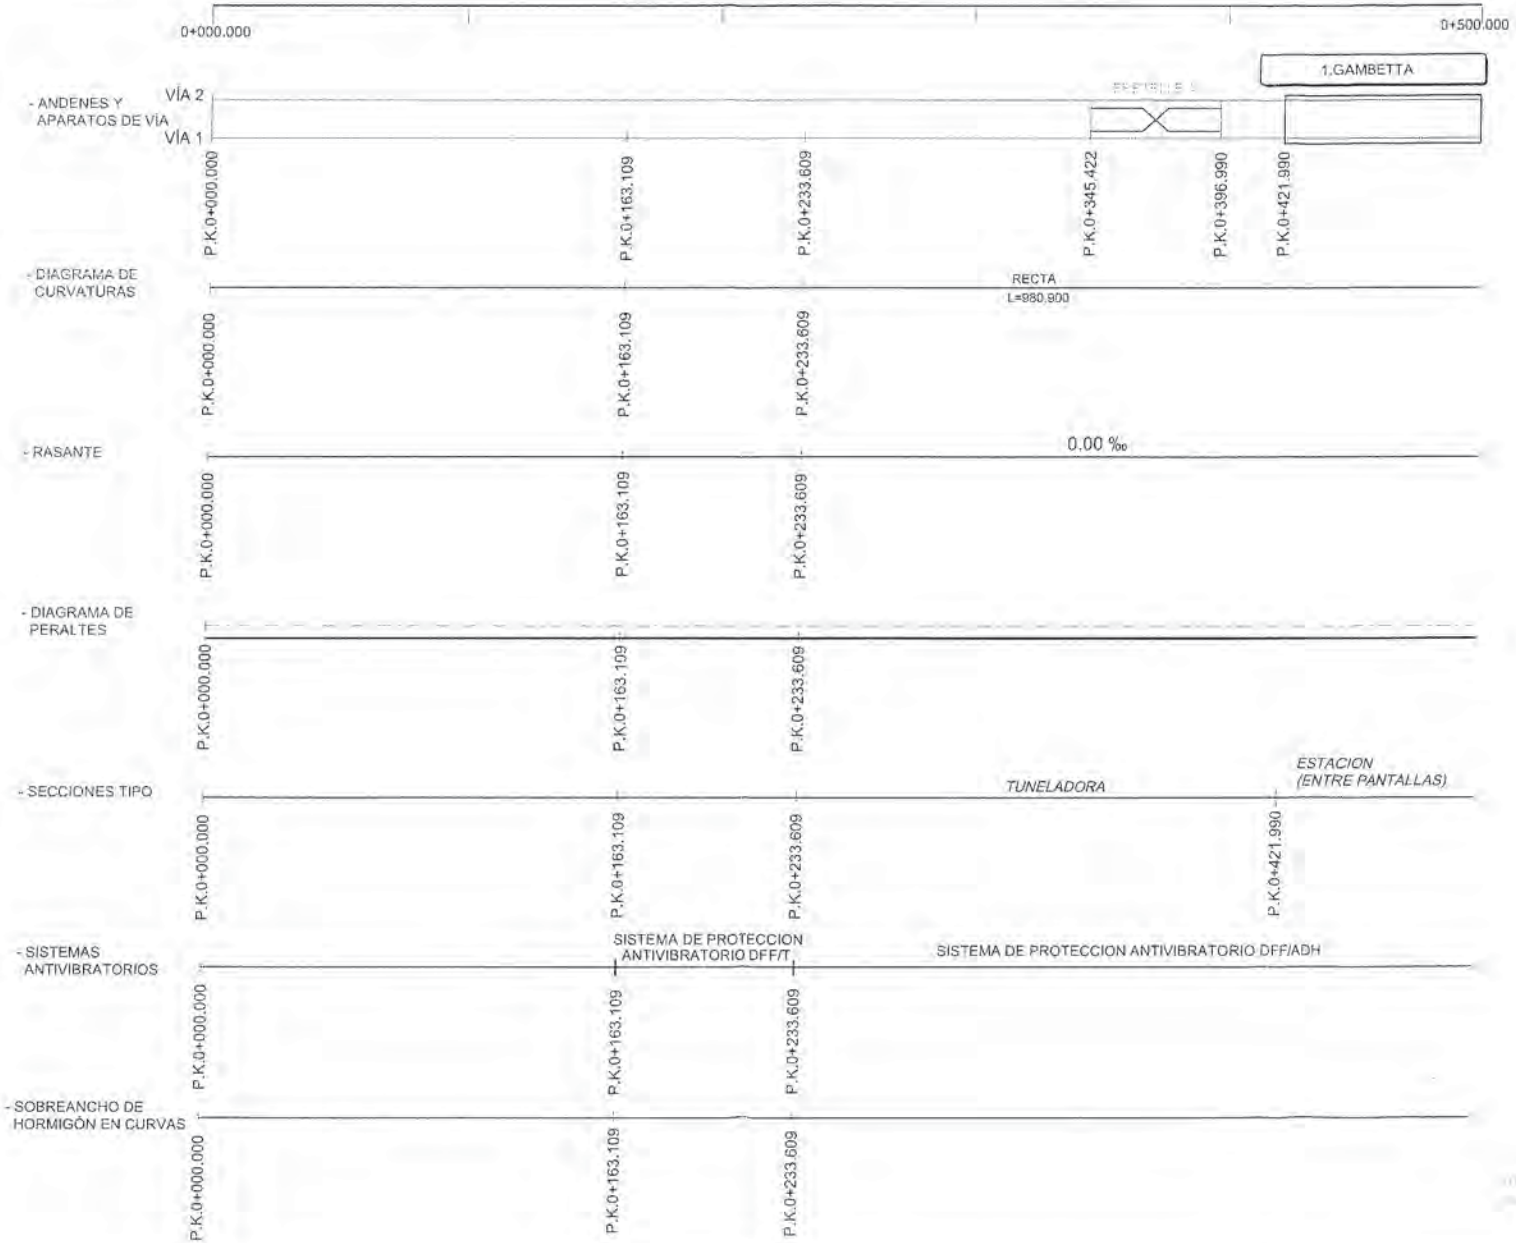 0+000.000
0+500.000
1.GAMBETTA
- ANDENES Y
APARATOS DE VÍA
VÍA 2
VÍA 1
P.K.0+000.000
P.K.0+163.109
P.K.0+233.609
P.K.0+345.422
P.K.0+396.990
P.K.0+421.990
- DIAGRAMA DE
CURVATURAS
RECTA
L=980,900
P.K.0+000.000
P.K.0+163.109
P.K.0+233.609
- RASANTE
0.00 ‰
P.K.0+000.000
P.K.0+163.109
P.K.0+233.609
- DIAGRAMA DE
PERALTES
P.K.0+000.000
P.K.0+163.109
P.K.0+233.609
- SECCIONES TIPO
TUNELADORA
ESTACION
(ENTRE PANTALLAS)
P.K.0+000.000
P.K.0+163.109
P.K.0+233.609
P.K.0+421.990
- SISTEMAS
ANTIVIBRATORIOS
SISTEMA DE PROTECCION
ANTIVIBRATORIO DFF/T
SISTEMA DE PROTECCION ANTIVIBRATORIO DFF/ADH
P.K.0+000.000
P.K.0+163.109
P.K.0+233.609
- SOBREANCHO DE
HORMIGÓN EN CURVAS
P.K.0+000.000
P.K.0+163.109
P.K.0+233.609